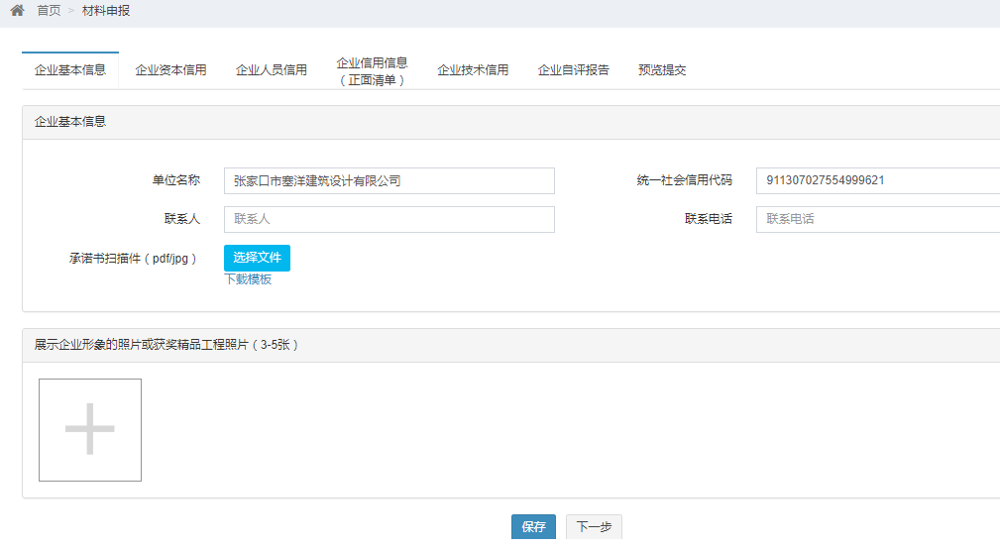 首页 > 材料申报
企业基本信息 企业资本信用 企业人员信用 企业信用信息 企业技术信用 企业自评报告 预览提交
（正面清单）
企业基本信息
单位名称 张家口市塞洋建筑设计有限公司 统一社会信用代码 911307027554999621
联系人 联系人 联系电话 联系电话
承诺书扫描件（pdf/jpg） 选择文件
下载模板
展示企业形象的照片或获奖精品工程照片（3-5张）
保存 下一步